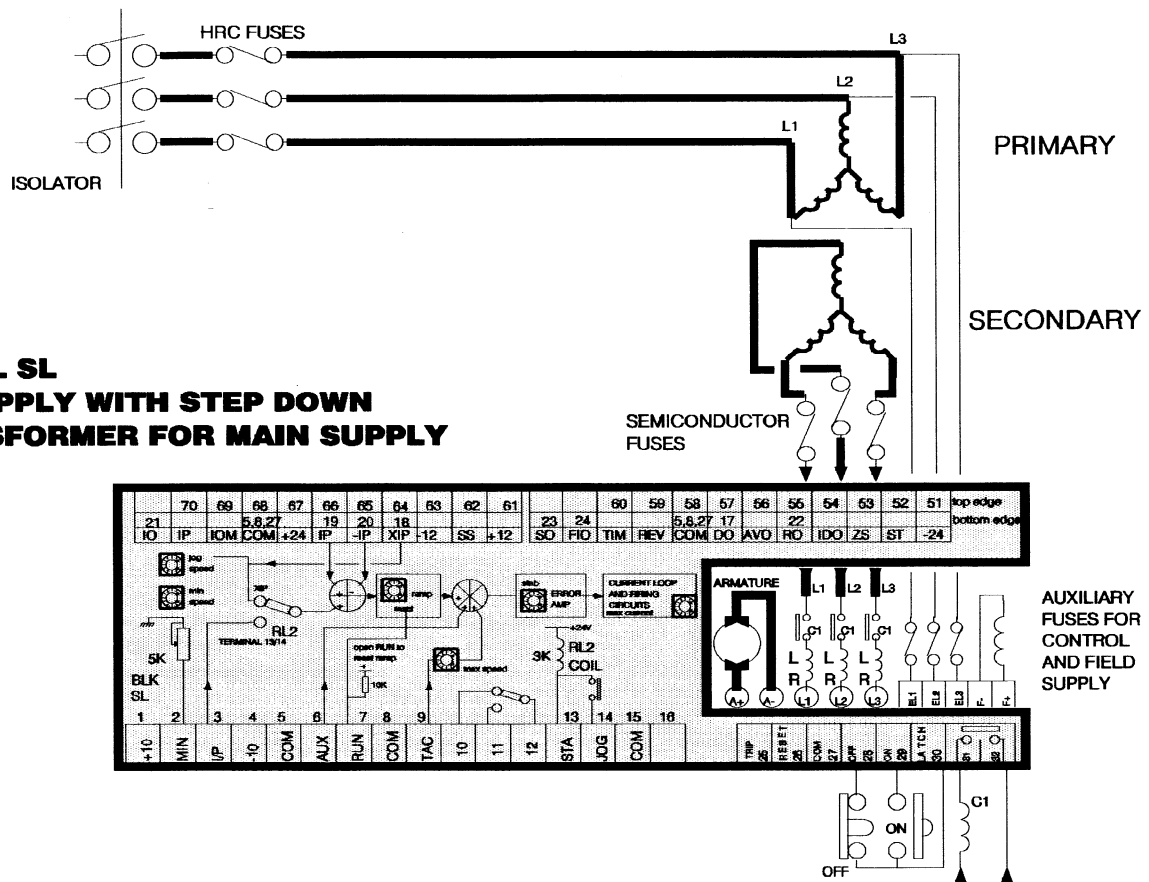 HRC FUSES
L3
L2
L1
ISOLATOR
PRIMARY
SECONDARY
L SL
PPLY WITH STEP DOWN
SFORMER FOR MAIN SUPPLY
SEMICONDUCTOR
FUSES
70 69 68 67 66 65 64 63 62 61 60 59 58 57 56 55 54 53 52 51 top edge
21 5,8,27 19 20 18 23 24 5,8,27 17 22 bottom edge
IO IP IOM COM +24 IP -IP XIP -12 SS +12 SO FIO TIM REV COM DO AVO RO IDO ZS ST -24
jog
speed
min
speed
XIP
RL2
TERMINAL 13/14
5K
BLK
SL
+ -
+
ramp
reset
open RUN to
reset ramp.
10K
max speed
stab
ERROR
AMP
CURRENT LOOP
AND FIRING
CIRCUITS
max current
+24V
3K
RL2
COIL
ARMATURE
L1 L2 L3
C1 C1 C1
L L L
R R R
A+ A- L1 L2 L3 EL1 EL2 EL3 F- F+
AUXILIARY
FUSES FOR
CONTROL
AND FIELD
SUPPLY
1 2 3 4 5 6 7 8 9 10 11 12 13 14 15 16
+10 MIN I/P -10 COM AUX RUN COM TAC STA JOG COM
TRIP 25 RESET 26 COM 27 OFF 28 ON 29 LATCH 30
C1
ON
OFF